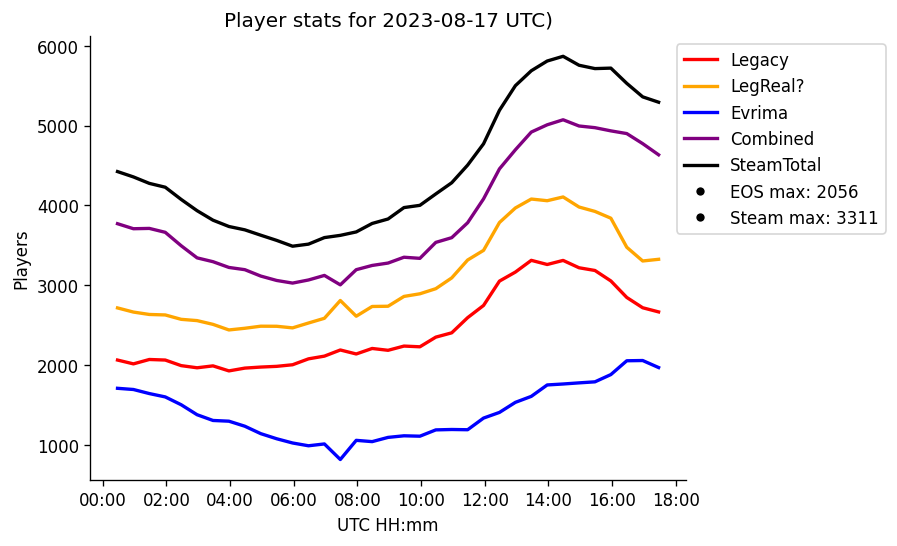 Player stats for 2023-08-17 UTC)
6000
5000
4000
3000
2000
1000
Players
00:00 02:00 04:00 06:00 08:00 10:00 12:00 14:00 16:00 18:00
UTC HH:mm
Legacy
LegReal?
Evrima
Combined
SteamTotal
EOS max: 2056
Steam max: 3311